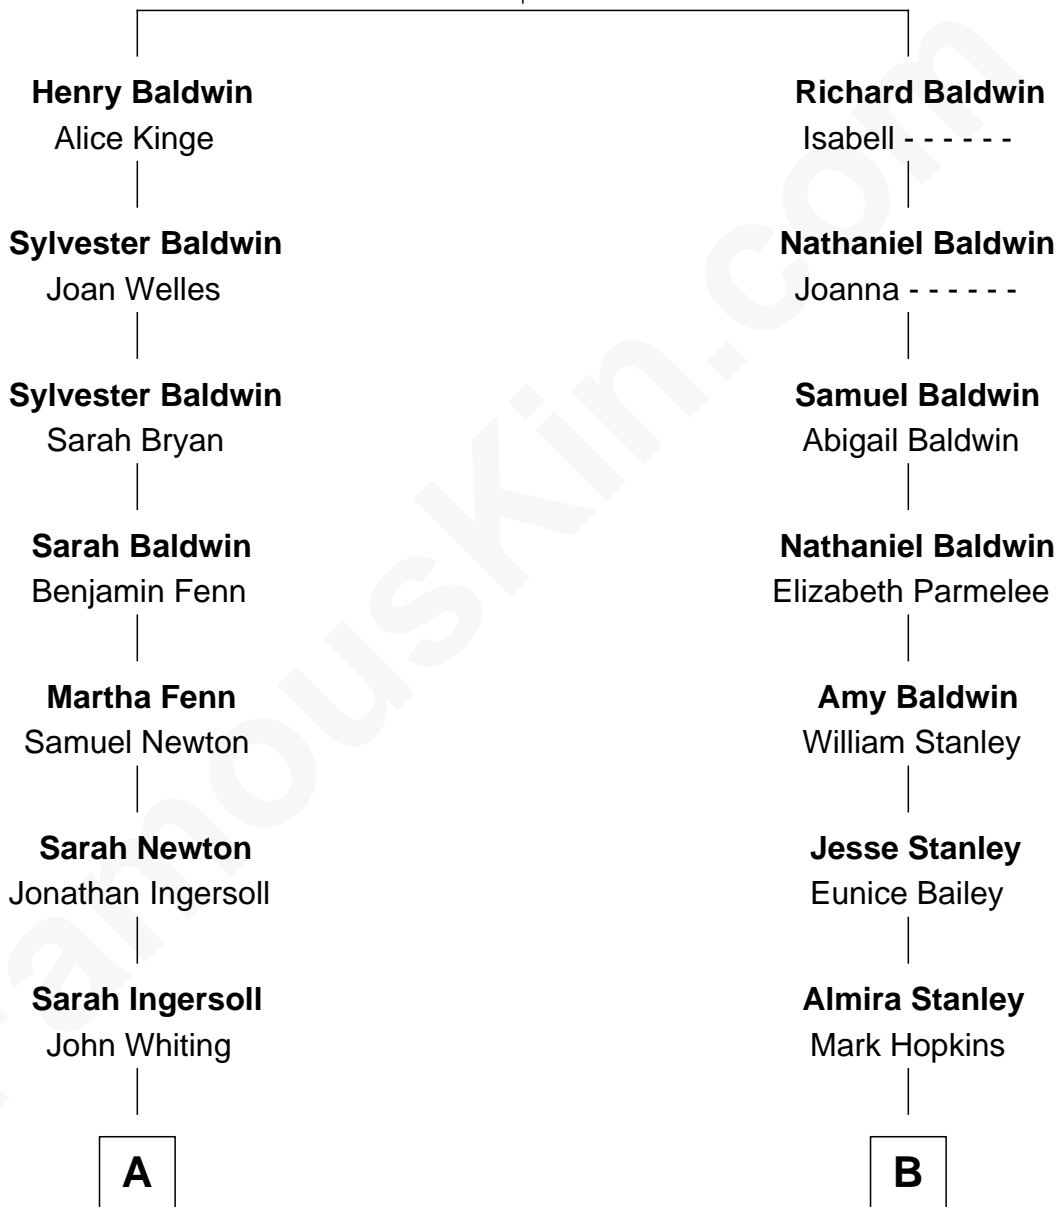 Henry Baldwin
Alice Kinge
Richard Baldwin
Isabell - - - - - -
Sylvester Baldwin
Joan Welles
Nathaniel Baldwin
Joanna - - - - - -
Sylvester Baldwin
Sarah Bryan
Samuel Baldwin
Abigail Baldwin
Sarah Baldwin
Benjamin Fenn
Nathaniel Baldwin
Elizabeth Parmelee
Martha Fenn
Samuel Newton
Amy Baldwin
William Stanley
Sarah Newton
Jonathan Ingersoll
Jesse Stanley
Eunice Bailey
Sarah Ingersoll
John Whiting
Almira Stanley
Mark Hopkins
A
B
FamousKin.com